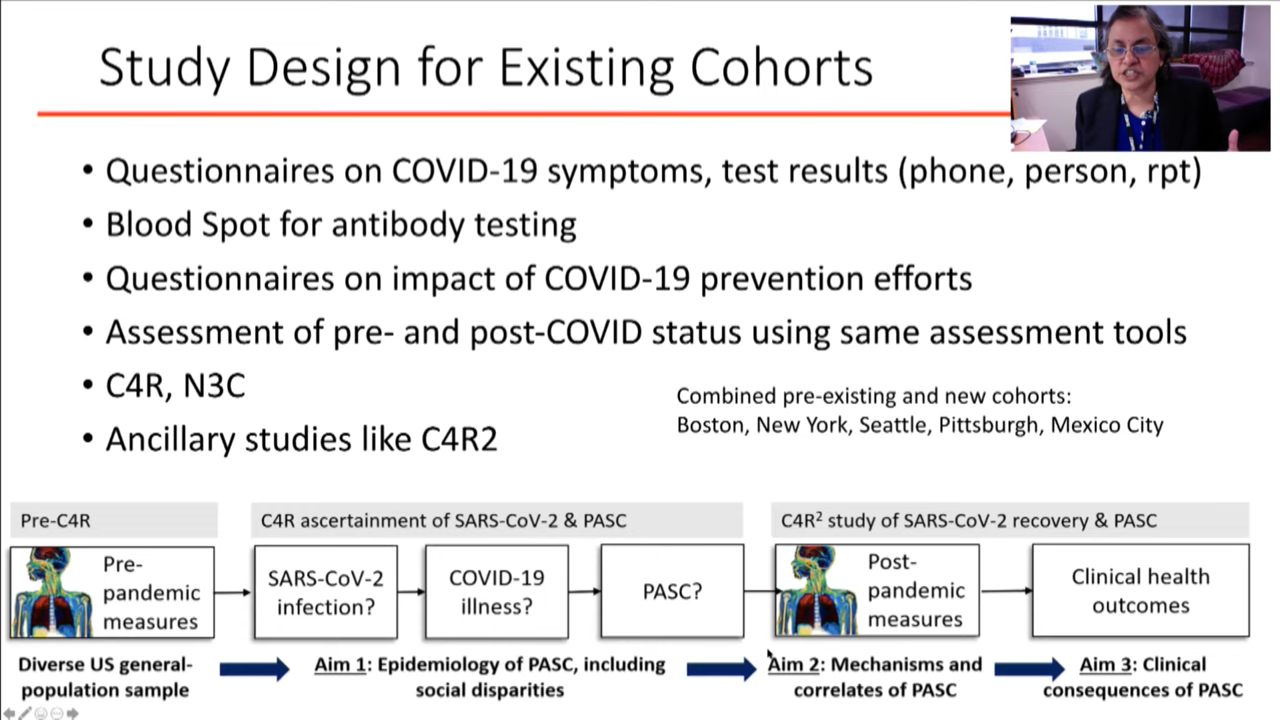 Study Design for Existing Cohorts
• Questionnaires on COVID-19 symptoms, test results (phone, person, rpt)
• Blood Spot for antibody testing
• Questionnaires on impact of COVID-19 prevention efforts
• Assessment of pre- and post-COVID status using same assessment tools
• C4R, N3C
• Ancillary studies like C4R2
Combined pre-existing and new cohorts:
Boston, New York, Seattle, Pittsburgh, Mexico City
Pre-C4R
Pre-
pandemic
measures
Diverse US general-
population sample
C4R ascertainment of SARS-CoV-2 & PASC
SARS-CoV-2
infection?
COVID-19
illness?
PASC?
Aim 1: Epidemiology of PASC, including
social disparities
C4R² study of SARS-CoV-2 recovery & PASC
Post-
pandemic
measures
Clinical health
outcomes
Aim 2: Mechanisms and
correlates of PASC
Aim 3: Clinical
consequences of PASC